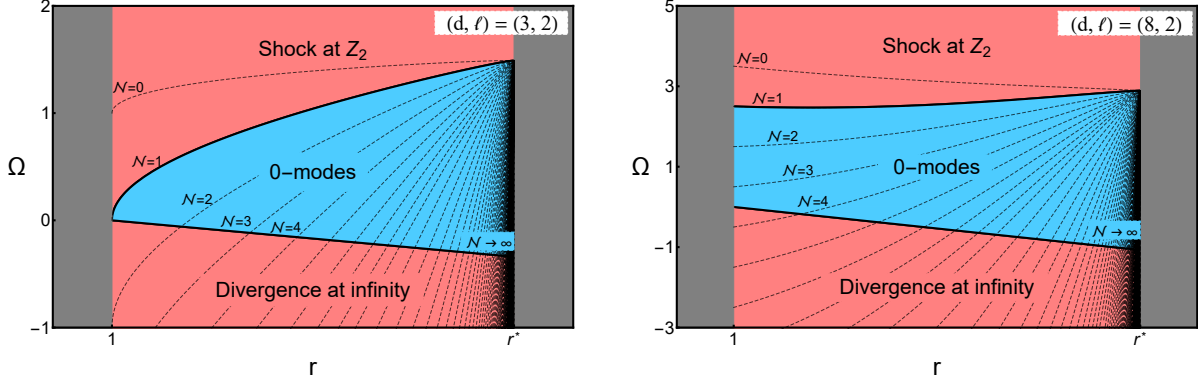 (d, ℓ) = (3, 2)
Shock at Z₂
𝒩=0
𝒩=1
0−modes
𝒩=2
𝒩=3
𝒩=4
𝒩 → ∞
Divergence at infinity
2
1
0
−1
Ω
1
r*
r
(d, ℓ) = (8, 2)
Shock at Z₂
𝒩=0
𝒩=1
𝒩=2
0−modes
𝒩=3
𝒩=4
𝒩 → ∞
Divergence at infinity
5
3
1
−1
−3
Ω
1
r*
r